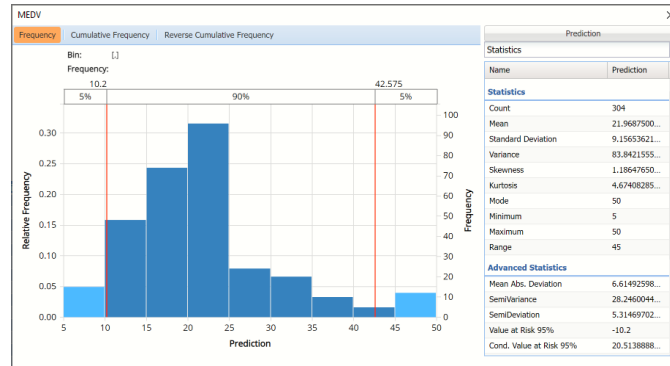 MEDV
Frequency Cumulative Frequency Reverse Cumulative Frequency
Bin: [,]
Frequency:
10.2 42.575
5% 90% 5%
Relative Frequency
0.30
0.25
0.20
0.15
0.10
0.05
0.00
100
90
80
70
60
50
40
30
20
10
0
Frequency
5 10 15 20 25 30 35 40 45 50
Prediction
Prediction
Statistics
Name Prediction
Statistics
Count 304
Mean 21.9687500...
Standard Deviation 9.15653621...
Variance 83.8421555...
Skewness 1.18647650...
Kurtosis 4.67408285...
Mode 50
Minimum 5
Maximum 50
Range 45
Advanced Statistics
Mean Abs. Deviation 6.61492598...
SemiVariance 28.2460044...
SemiDeviation 5.31469702...
Value at Risk 95% -10.2
Cond. Value at Risk 95% 20.5138888...